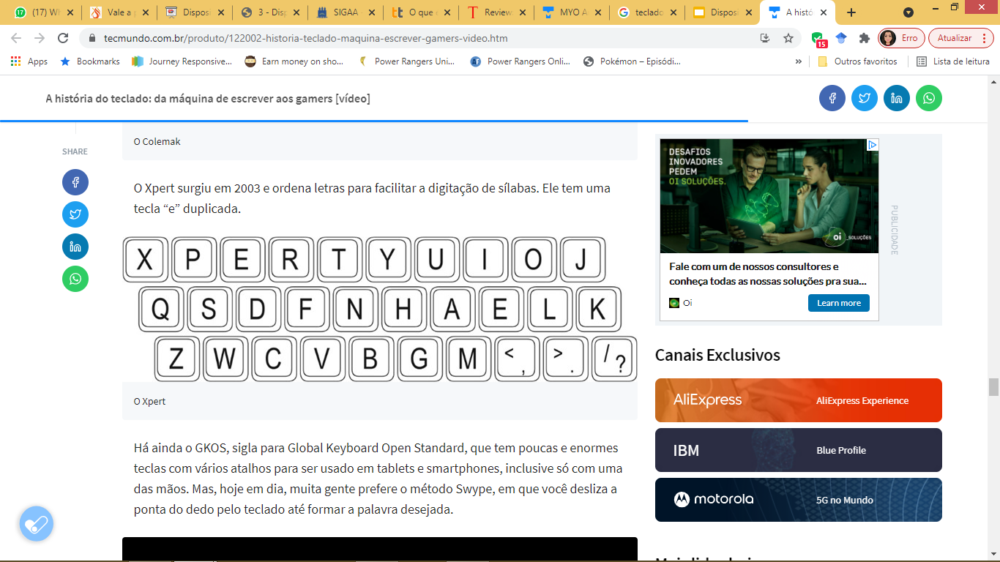 (17) W
Vale a p
Disposi
3 - Disp
SIGAA
O que
Review
MYO A
teclado
Disposi
A histó
tecmundo.com.br/produto/122002-historia-teclado-maquina-escrever-gamers-video.htm
15
Erro
Atualizar
Apps
Bookmarks
Journey Responsive...
Earn money on sho...
Power Rangers Uni...
Power Rangers Onli...
Pokémon – Episódi...
»
Outros favoritos
Lista de leitura
A história do teclado: da máquina de escrever aos gamers [vídeo]
SHARE
O Colemak
O Xpert surgiu em 2003 e ordena letras para facilitar a digitação de sílabas. Ele tem uma
tecla “e” duplicada.
X P E R T Y U I O J
Q S D F N H A E L K
Z W C V B G M < , > . / ?
O Xpert
Há ainda o GKOS, sigla para Global Keyboard Open Standard, que tem poucas e enormes
teclas com vários atalhos para ser usado em tablets e smartphones, inclusive só com uma
das mãos. Mas, hoje em dia, muita gente prefere o método Swype, em que você desliza a
ponta do dedo pelo teclado até formar a palavra desejada.
DESAFIOS
INOVADORES
PEDEM
OI SOLUÇÕES.
oi _SOLUÇÕES
PUBLICIDADE
Fale com um de nossos consultores e
conheça todas as nossas soluções pra sua...
Oi
Learn more
Canais Exclusivos
AliExpress
AliExpress Experience
IBM
Blue Profile
motorola
5G no Mundo